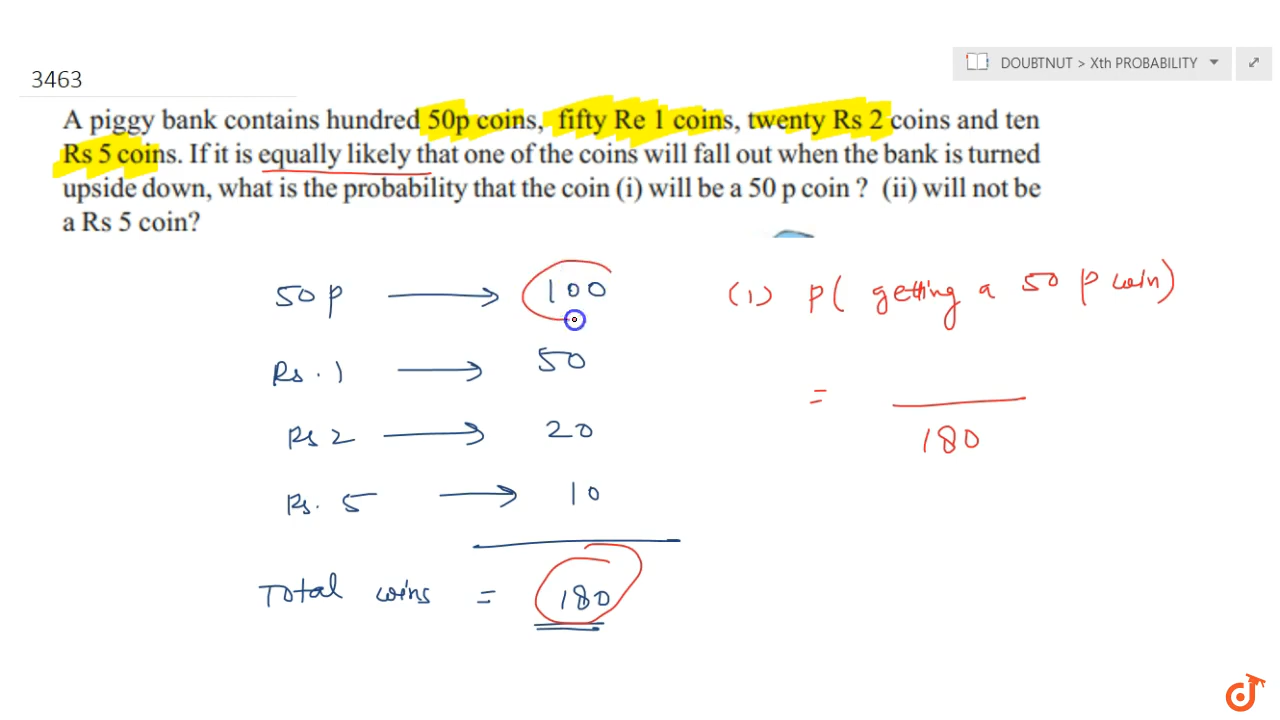 DOUBTNUT > Xth PROBABILITY
3463
A piggy bank contains hundred 50p coins, fifty Re 1 coins, twenty Rs 2 coins and ten
Rs 5 coins. If it is equally likely that one of the coins will fall out when the bank is turned
upside down, what is the probability that the coin (i) will be a 50 p coin ? (ii) will not be
a Rs 5 coin?
50 p → 100
(i) P( getting a 50 p coin)
Rs. 1 → 50
=
180
Rs 2 → 20
Rs. 5 → 10
Total coins = 180